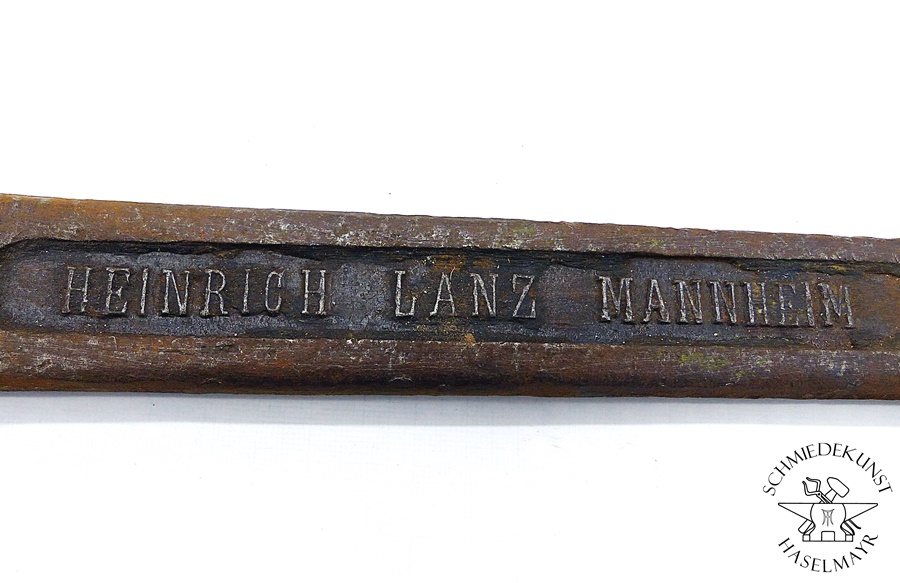 HEINRICH LANZ MANNHEIM
SCHMIEDEKUNST
HASELMAYR